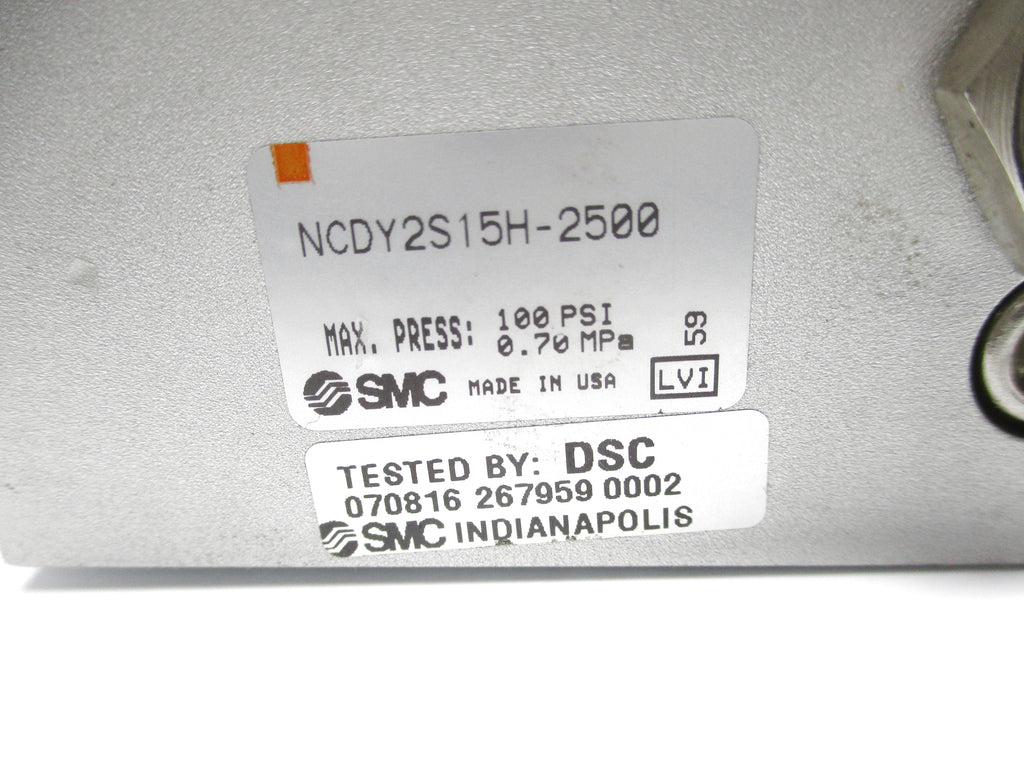 NCDY2S15H-2500
MAX. PRESS: 100 PSI
0.70 MPa
59
SMC MADE IN USA LVI
TESTED BY: DSC
070816 267959 0002
SMC INDIANAPOLIS